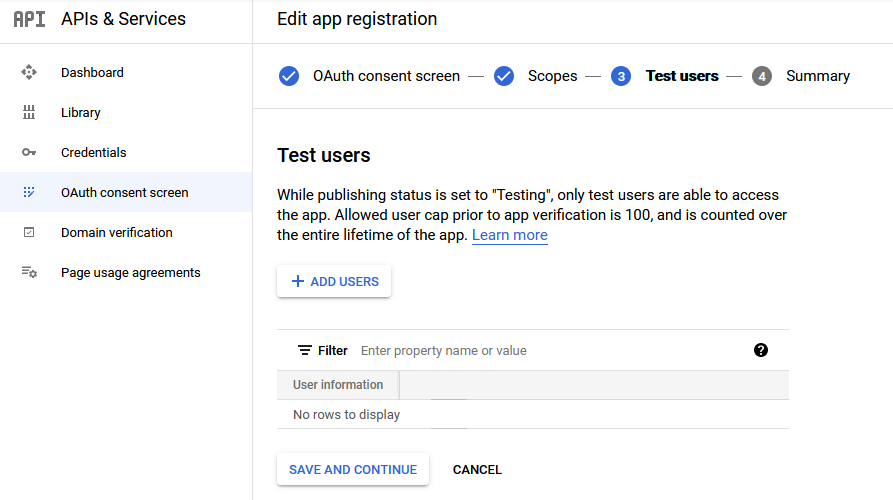 API APIs & Services
Edit app registration
Dashboard
Library
Credentials
OAuth consent screen
Domain verification
Page usage agreements
OAuth consent screen — Scopes — 3 Test users — 4 Summary
Test users
While publishing status is set to "Testing", only test users are able to access
the app. Allowed user cap prior to app verification is 100, and is counted over
the entire lifetime of the app. Learn more
+ ADD USERS
Filter Enter property name or value ?
User information
No rows to display
SAVE AND CONTINUE CANCEL